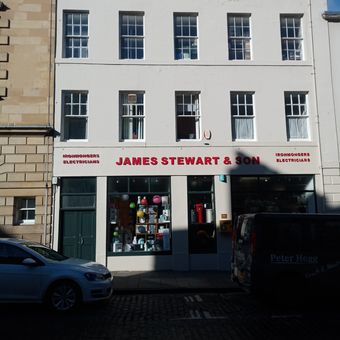 IRONMONGERS
ELECTRICIANS
JAMES STEWART & SON
IRONMONGERS
ELECTRICIANS
Peter Hogg